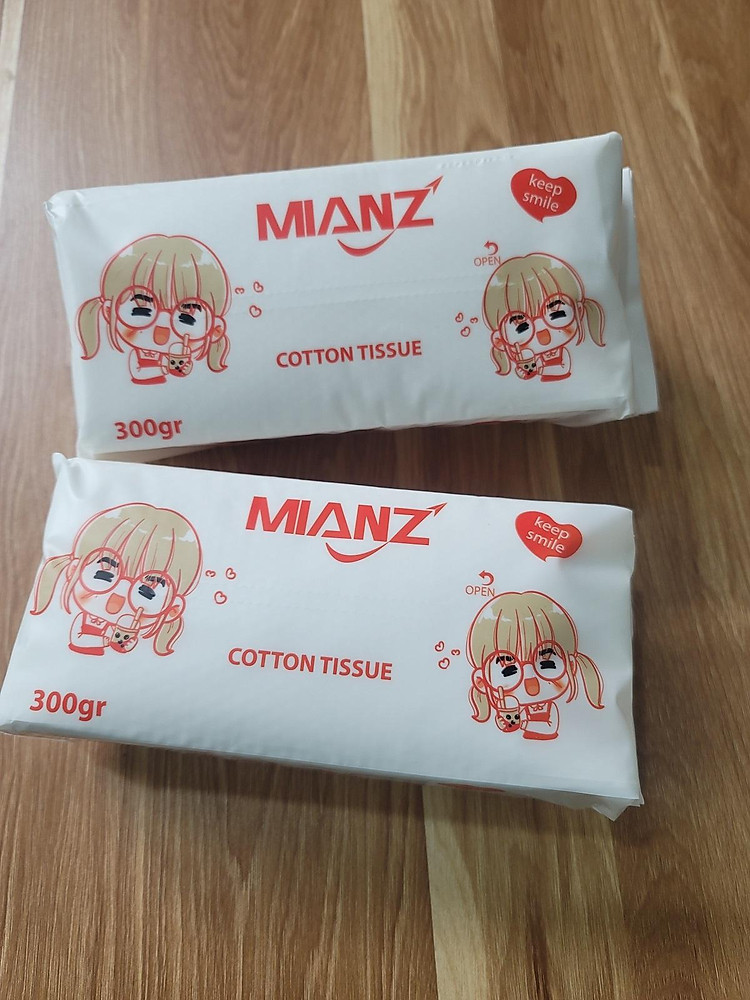 MIANZ
keep
smile
OPEN
COTTON TISSUE
300gr
MIANZ
keep
smile
OPEN
COTTON TISSUE
300gr